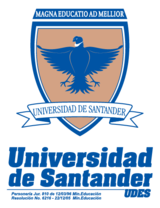 MAGNA EDUCATIO AD MELLIOR
UNIVERSIDAD DE SANTANDER
Universidad
de Santander
UDES
Personería Jur. 810 de 12/03/96 Min.Educación
Resolución No. 6216 - 22/12/05 Min.Educación